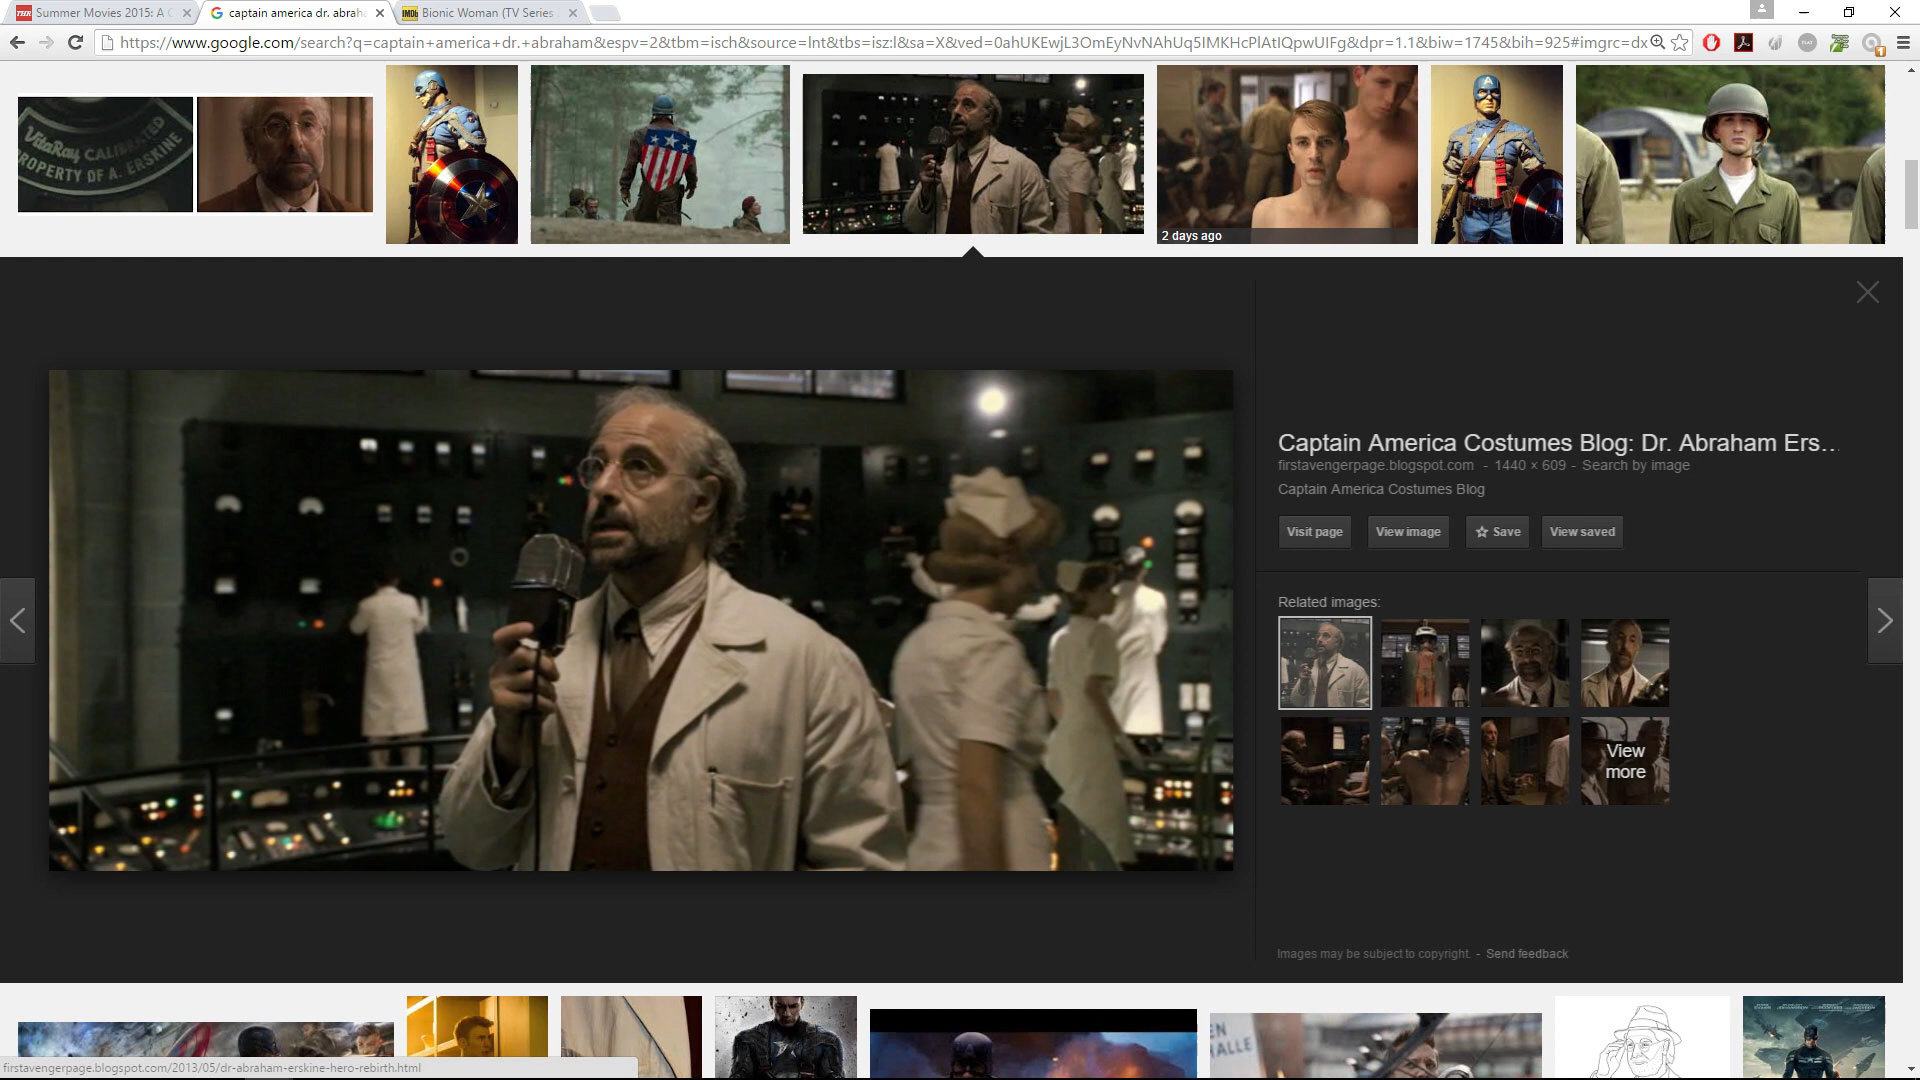 THR Summer Movies 2015: A C
captain america dr. abrah
IMDb Bionic Woman (TV Series
https://www.google.com/search?q=captain+america+dr.+abraham&espv=2&tbm=isch&source=lnt&tbs=isz:l&sa=X&ved=0ahUKEwjL3OmEyNvNAhUq5IMKHcPlAtIQpwUIFg&dpr=1.1&biw=1745&bih=925#imgrc=dx
VitaRay CALIBRATED
PROPERTY OF A. ERSKINE
A
2 days ago
Captain America Costumes Blog: Dr. Abraham Ers...
firstavengerpage.blogspot.com - 1440 × 609 - Search by image
Captain America Costumes Blog
Visit page
View image
Save
View saved
Related images:
View
more
Images may be subject to copyright. - Send feedback
EN
ALLE
firstavengerpage.blogspot.com/2013/05/dr-abraham-erskine-hero-rebirth.html